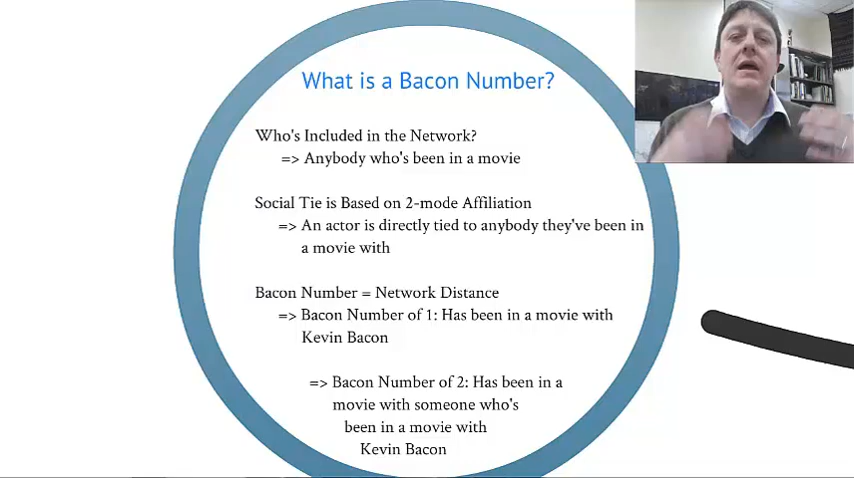 What is a Bacon Number?
Who's Included in the Network?
=> Anybody who's been in a movie
Social Tie is Based on 2-mode Affiliation
=> An actor is directly tied to anybody they've been in
a movie with
Bacon Number = Network Distance
=> Bacon Number of 1: Has been in a movie with
Kevin Bacon
=> Bacon Number of 2: Has been in a
movie with someone who's
been in a movie with
Kevin Bacon